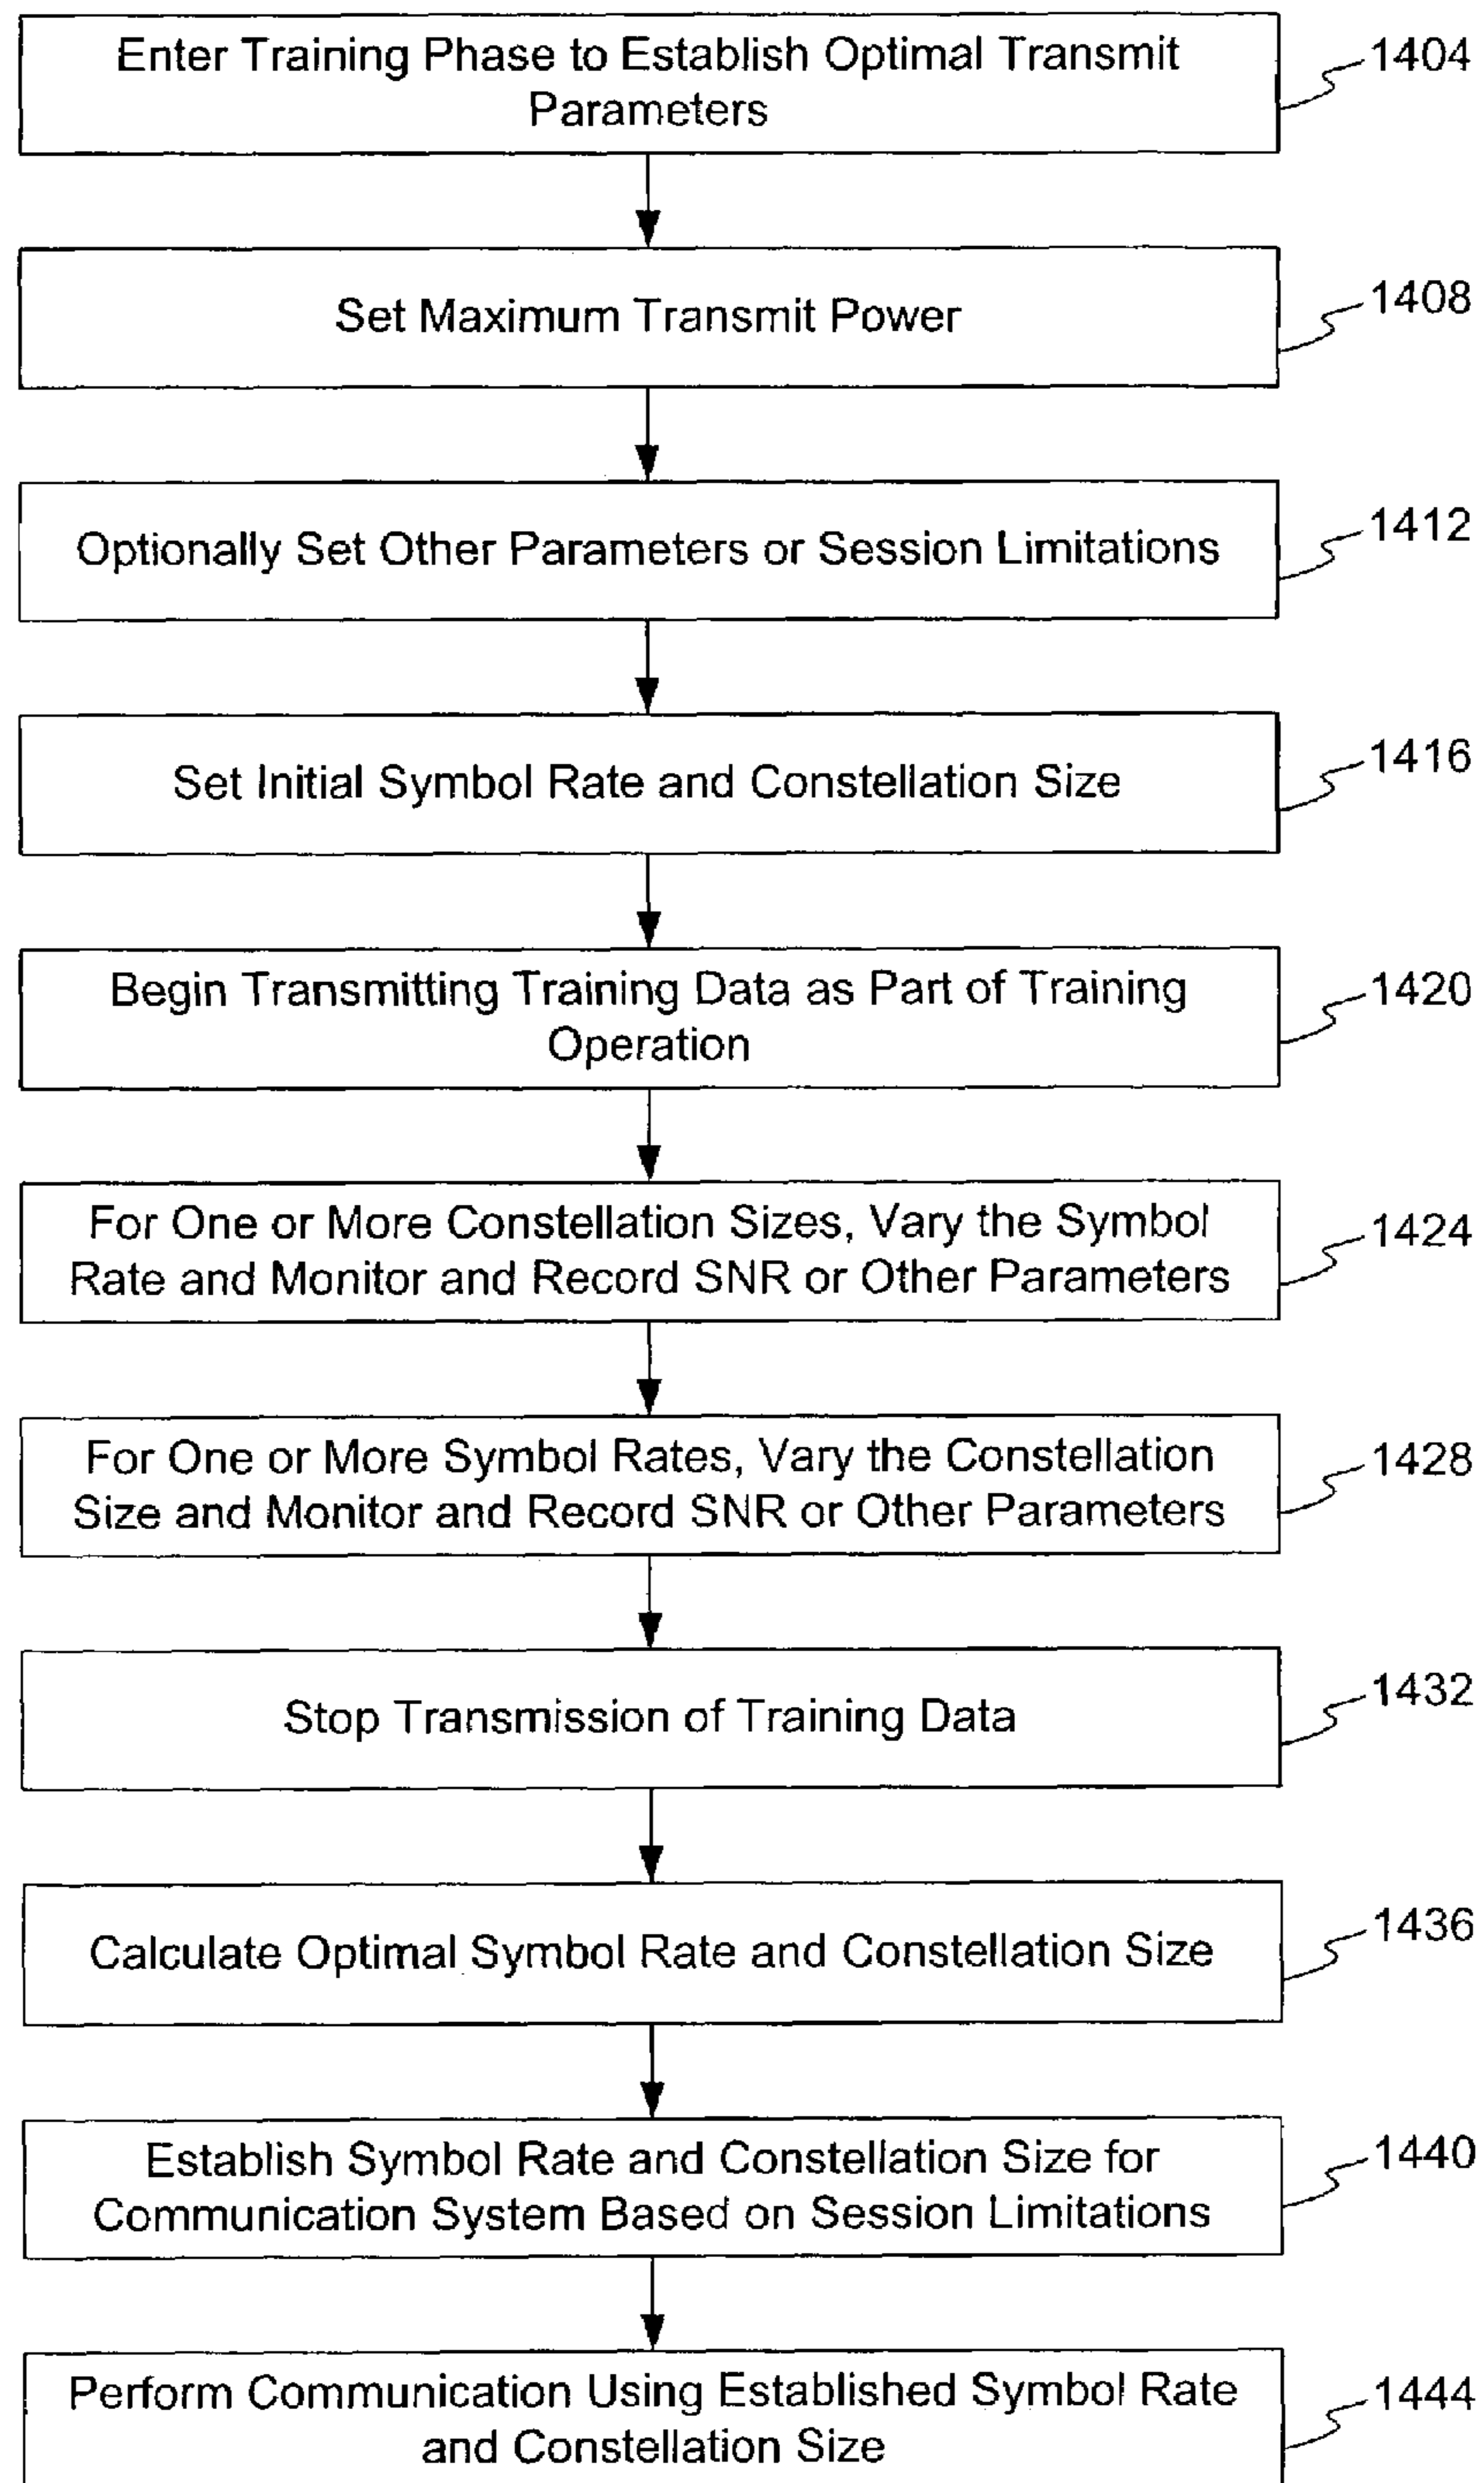 Enter Training Phase to Establish Optimal Transmit
Parameters
1404
Set Maximum Transmit Power
1408
Optionally Set Other Parameters or Session Limitations
1412
Set Initial Symbol Rate and Constellation Size
1416
Begin Transmitting Training Data as Part of Training
Operation
1420
For One or More Constellation Sizes, Vary the Symbol
Rate and Monitor and Record SNR or Other Parameters
1424
For One or More Symbol Rates, Vary the Constellation
Size and Monitor and Record SNR or Other Parameters
1428
Stop Transmission of Training Data
1432
Calculate Optimal Symbol Rate and Constellation Size
1436
Establish Symbol Rate and Constellation Size for
Communication System Based on Session Limitations
1440
Perform Communication Using Established Symbol Rate
and Constellation Size
1444